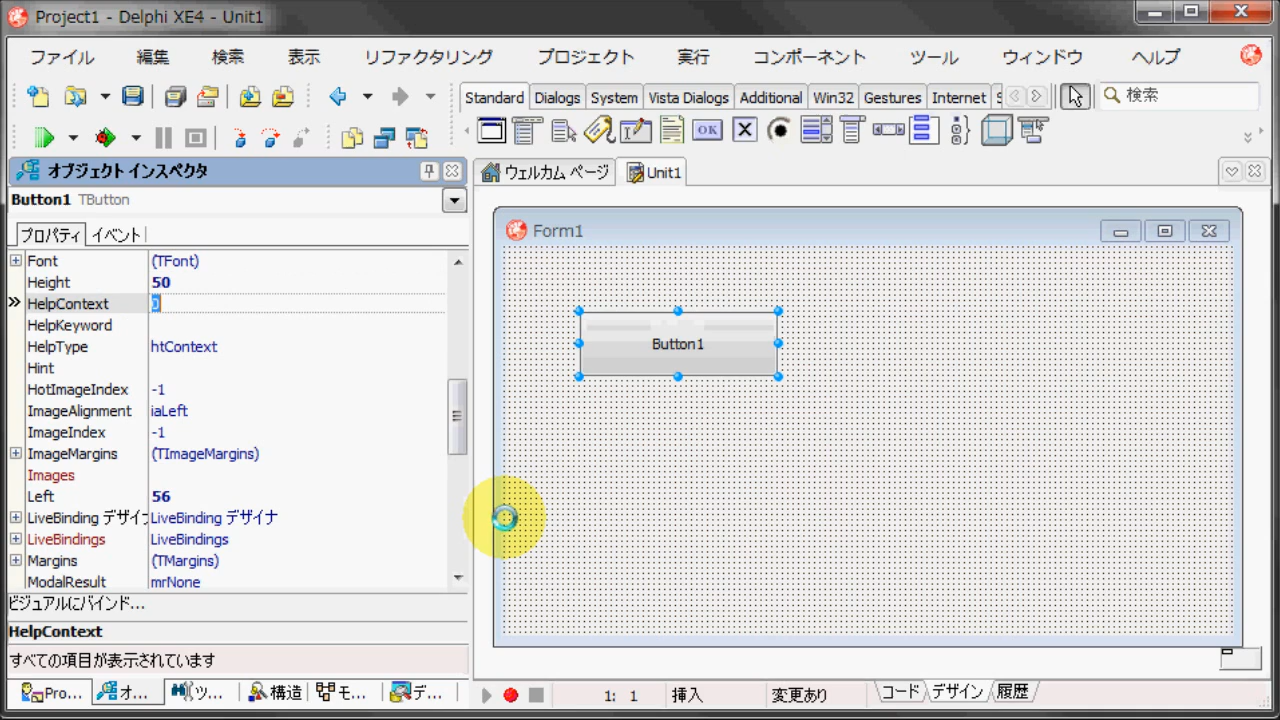 Project1 - Delphi XE4 - Unit1
ファイル 編集 検索 表示 リファクタリング プロジェクト 実行 コンポーネント ツール ウィンドウ ヘルプ
Standard Dialogs System Vista Dialogs Additional Win32 Gestures Internet S 検索
OK
オブジェクト インスペクタ
ウェルカム ページ Unit1
Button1 TButton
プロパティ イベント
Form1
Font (TFont)
Height 50
HelpContext 0
HelpKeyword
HelpType htContext
Hint
HotImageIndex -1
ImageAlignment iaLeft
ImageIndex -1
ImageMargins (TImageMargins)
Images
Left 56
LiveBinding デザイナ LiveBinding デザイナ
LiveBindings LiveBindings
Margins (TMargins)
ModalResult mrNone
Button1
ビジュアルにバインド...
HelpContext
すべての項目が表示されています
Pro... オ... ツ... 構造 モ... デ...
1: 1 挿入 変更あり コード デザイン 履歴